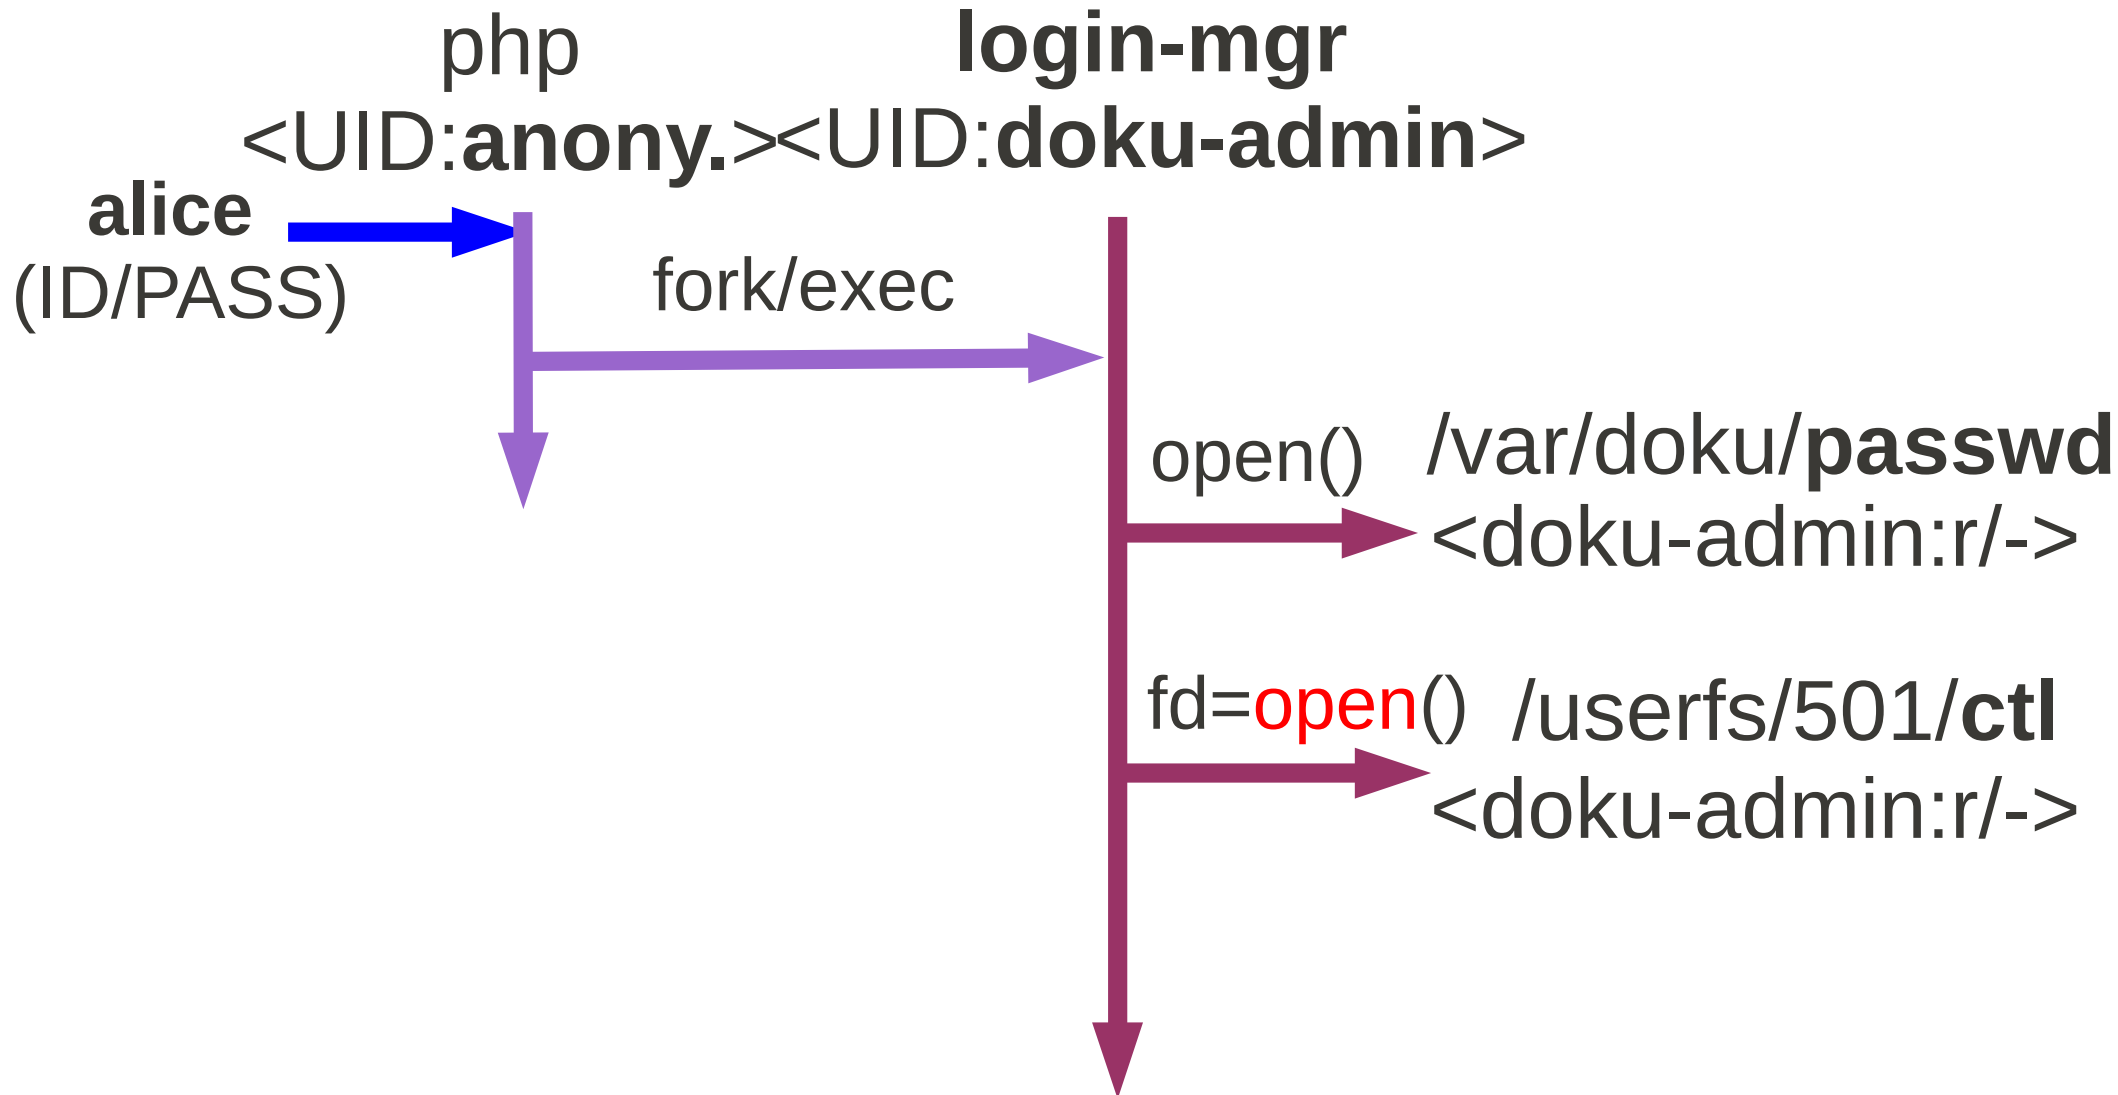 php
<UID:anony.>
login-mgr
<UID:doku-admin>
alice
(ID/PASS)
fork/exec
open()
/var/doku/passwd
<doku-admin:r/->
fd=open()
/userfs/501/ctl
<doku-admin:r/->